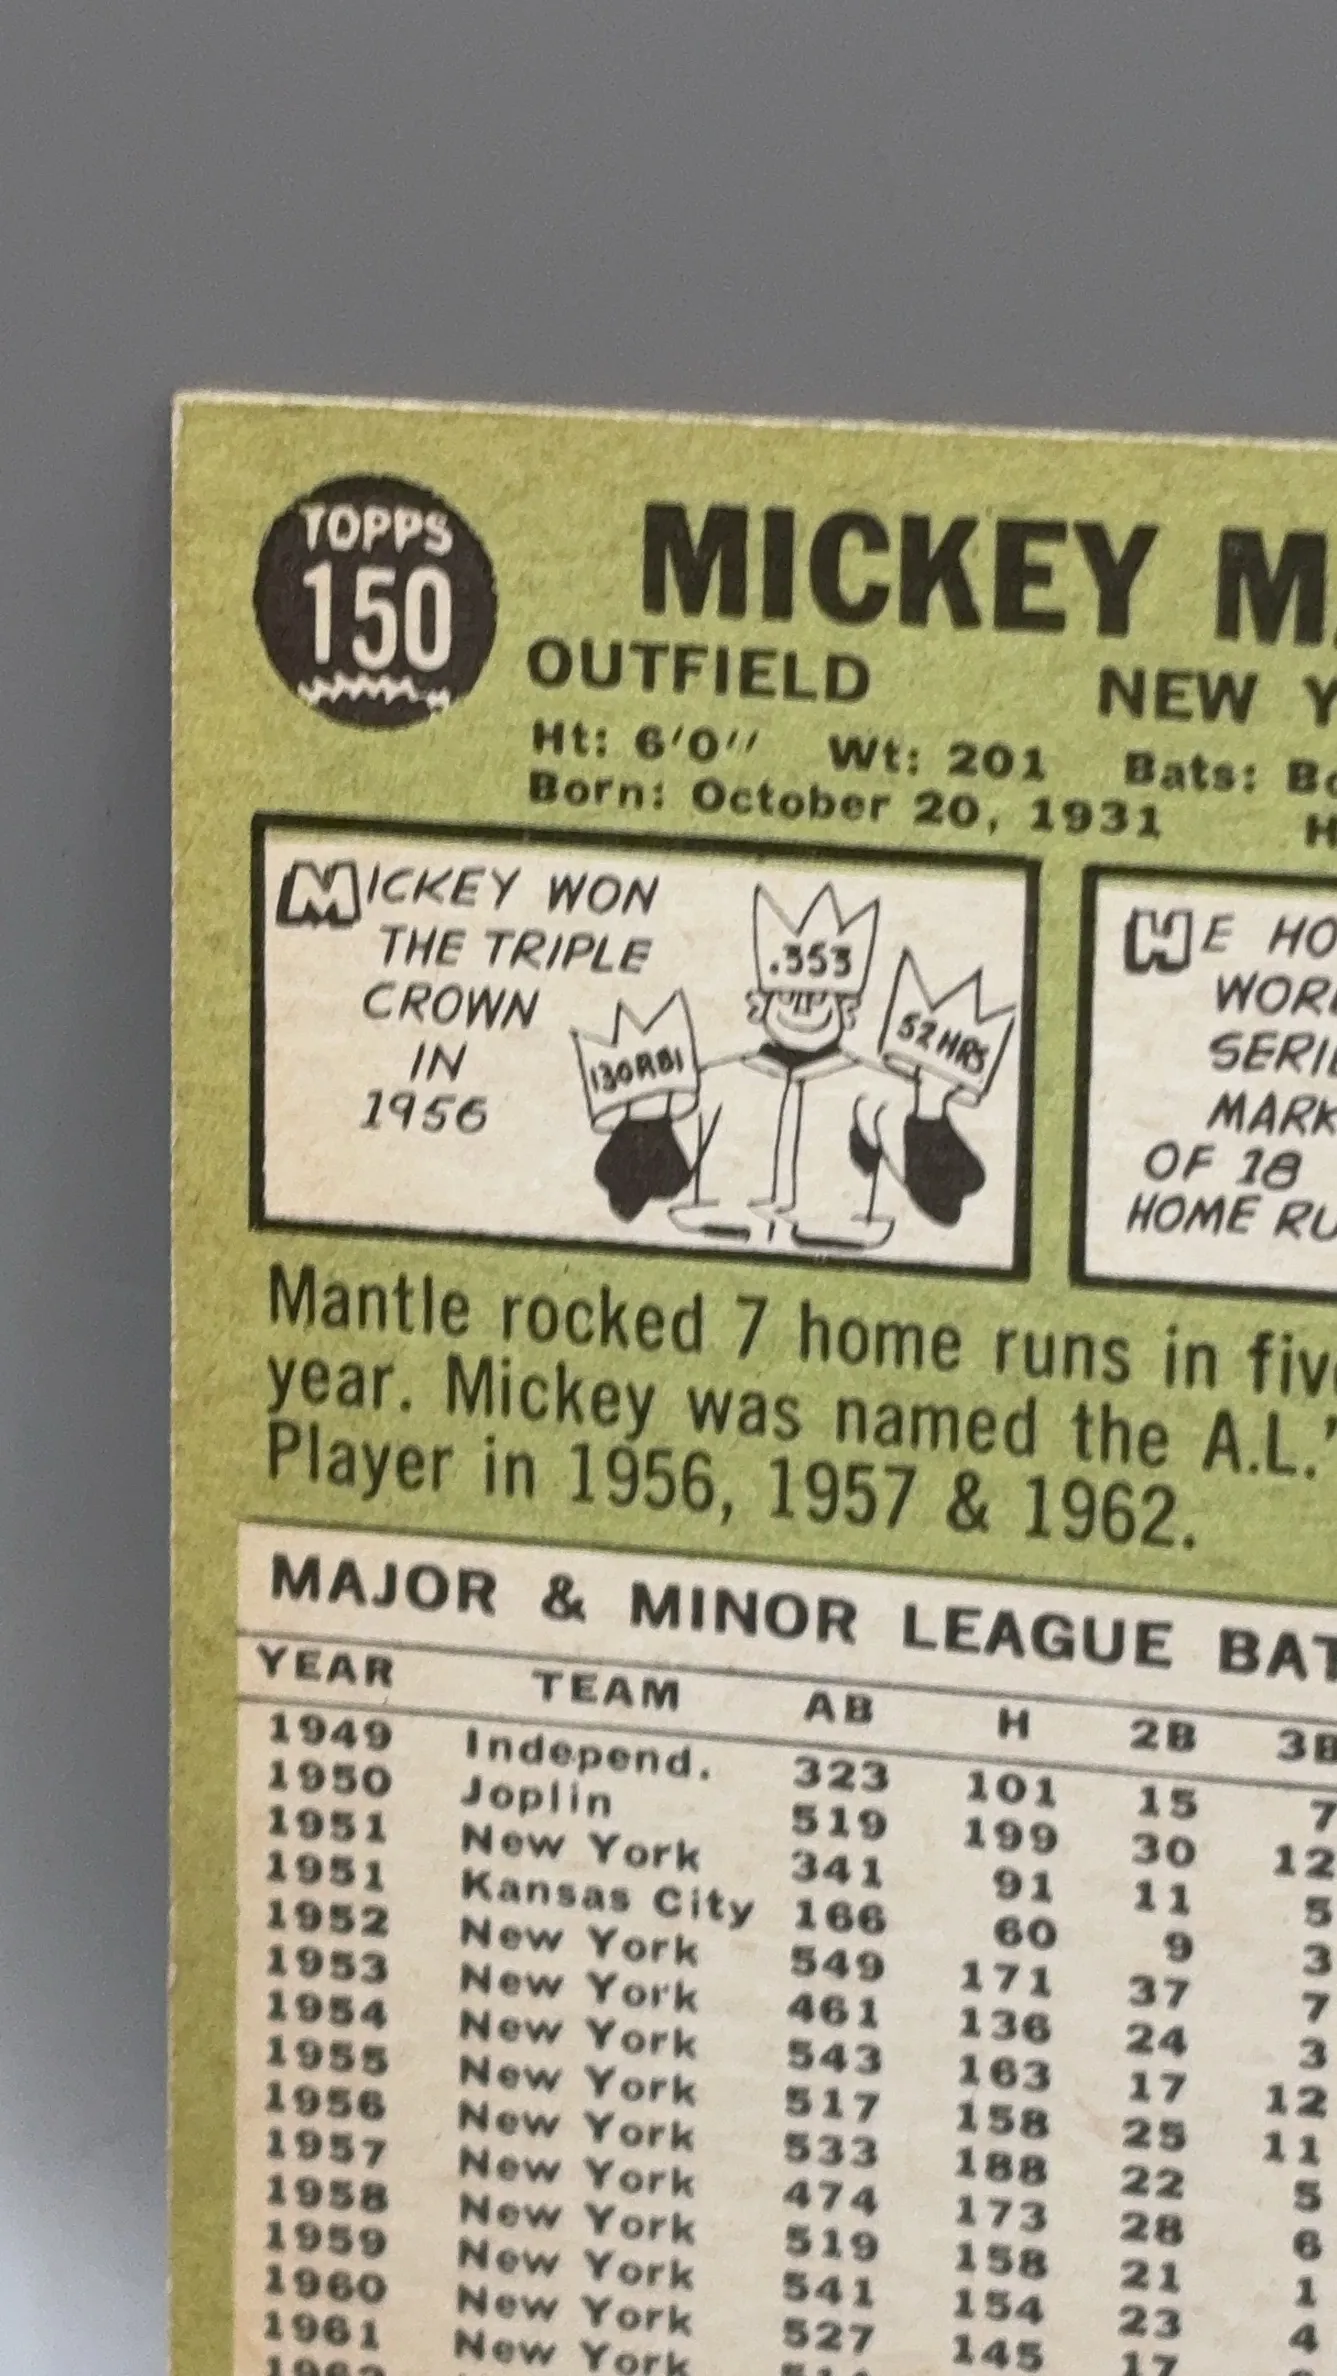 TOPPS
150
MICKEY M
OUTFIELD NEW Y
Ht: 6'0'' Wt: 201 Bats: Bo
Born: October 20, 1931 H
MICKEY WON
THE TRIPLE
CROWN
IN
1956
.353
130RBI
52HRS
HE HO
WORL
SERIE
MARK
OF 18
HOME RU
Mantle rocked 7 home runs in fiv
year. Mickey was named the A.L.'
Player in 1956, 1957 & 1962.
MAJOR & MINOR LEAGUE BAT
YEAR TEAM AB H 2B 3B
1949 Independ. 323 101 15 7
1950 Joplin 519 199 30 12
1951 New York 341 91 11 5
1951 Kansas City 166 60 9 3
1952 New York 549 171 37 7
1953 New York 461 136 24 3
1954 New York 543 163 17 12
1955 New York 517 158 25 11
1956 New York 533 188 22 5
1957 New York 474 173 28 6
1958 New York 519 158 21 1
1959 New York 541 154 23 4
1960 New York 527 145 17
1961 New York